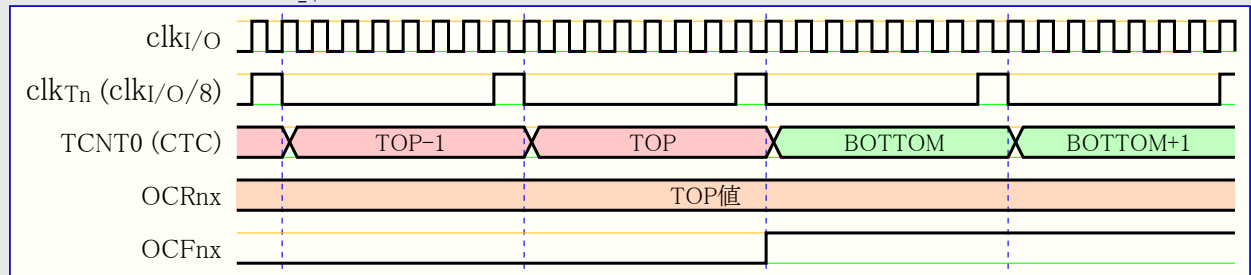 clkI/O
clkTn (clkI/O/8)
TCNT0 (CTC) TOP-1 TOP BOTTOM BOTTOM+1
OCRnx TOP値
OCFnx